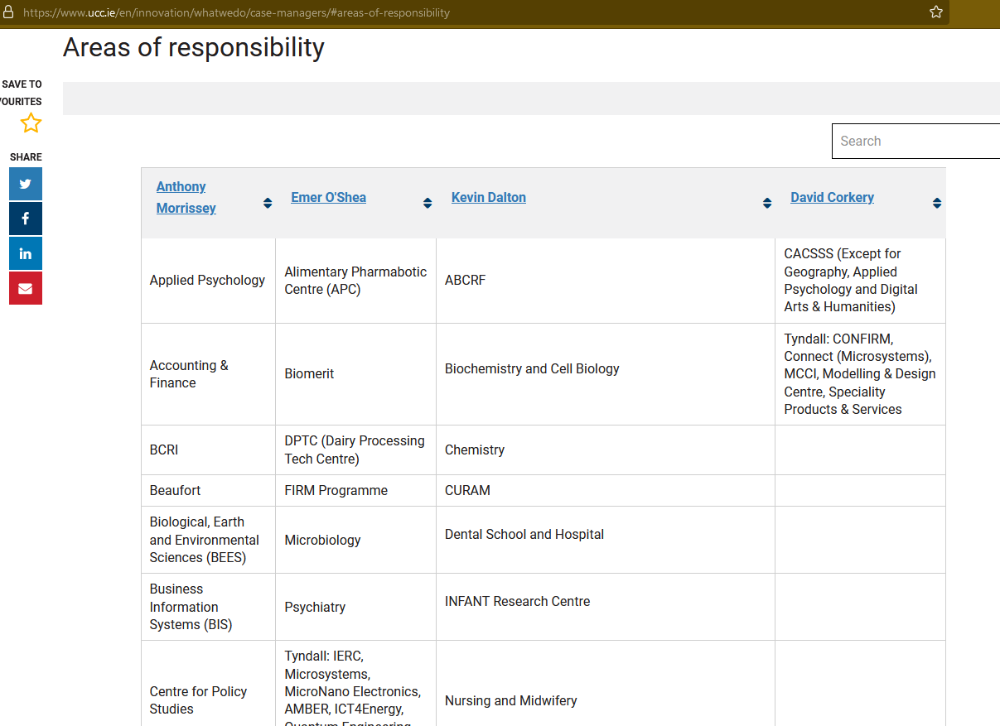 https://www.ucc.ie/en/innovation/whatwedo/case-managers/#areas-of-responsibility
Areas of responsibility
SAVE TO
SHARE
Search
Anthony
Morrissey
Emer O'Shea
Kevin Dalton
David Corkery
Applied Psychology
Alimentary Pharmabotic
Centre (APC)
ABCRF
CACSSS (Except for
Geography, Applied
Psychology and Digital
Arts & Humanities)
Accounting &
Finance
Biomerit
Biochemistry and Cell Biology
Tyndall: CONFIRM,
Connect (Microsystems),
MCCI, Modelling & Design
Centre, Speciality
Products & Services
BCRI
DPTC (Dairy Processing
Tech Centre)
Chemistry
Beaufort
FIRM Programme
CURAM
Biological, Earth
and Environmental
Sciences (BEES)
Microbiology
Dental School and Hospital
Business
Information
Systems (BIS)
Psychiatry
INFANT Research Centre
Centre for Policy
Studies
Tyndall: IERC,
Microsystems,
MicroNano Electronics,
AMBER, ICT4Energy,
Quantum Engineering
Nursing and Midwifery